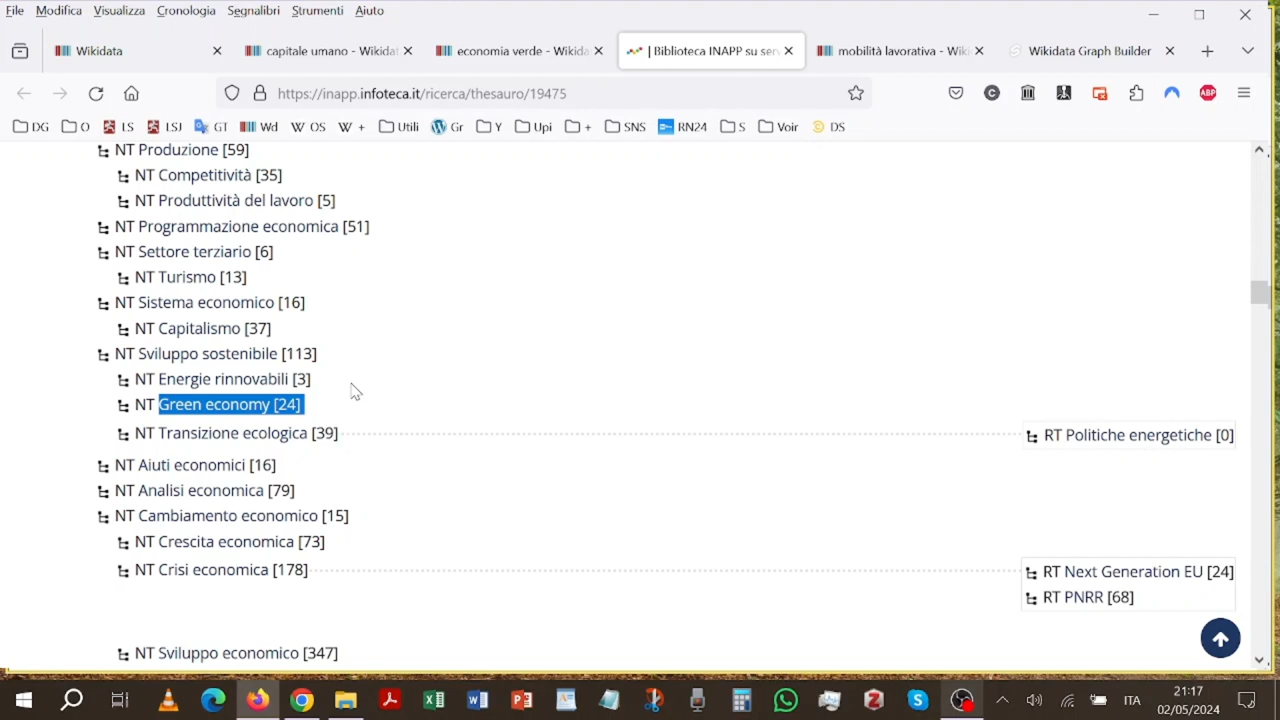 File Modifica Visualizza Cronologia Segnalibri Strumenti Aiuto
Wikidata capitale umano - Wikidat economia verde - Wikida | Biblioteca INAPP su ser mobilità lavorativa - Wiki Wikidata Graph Builder
https://inapp.infoteca.it/ricerca/thesauro/19475
DG O LS LSJ GT Wd OS + Utili Gr Y Upi + SNS RN24 S Voir DS
NT Produzione [59]
NT Competitività [35]
NT Produttività del lavoro [5]
NT Programmazione economica [51]
NT Settore terziario [6]
NT Turismo [13]
NT Sistema economico [16]
NT Capitalismo [37]
NT Sviluppo sostenibile [113]
NT Energie rinnovabili [3]
NT Green economy [24]
NT Transizione ecologica [39] RT Politiche energetiche [0]
NT Aiuti economici [16]
NT Analisi economica [79]
NT Cambiamento economico [15]
NT Crescita economica [73]
NT Crisi economica [178] RT Next Generation EU [24]
RT PNRR [68]
NT Sviluppo economico [347]
ITA 21:17
02/05/2024